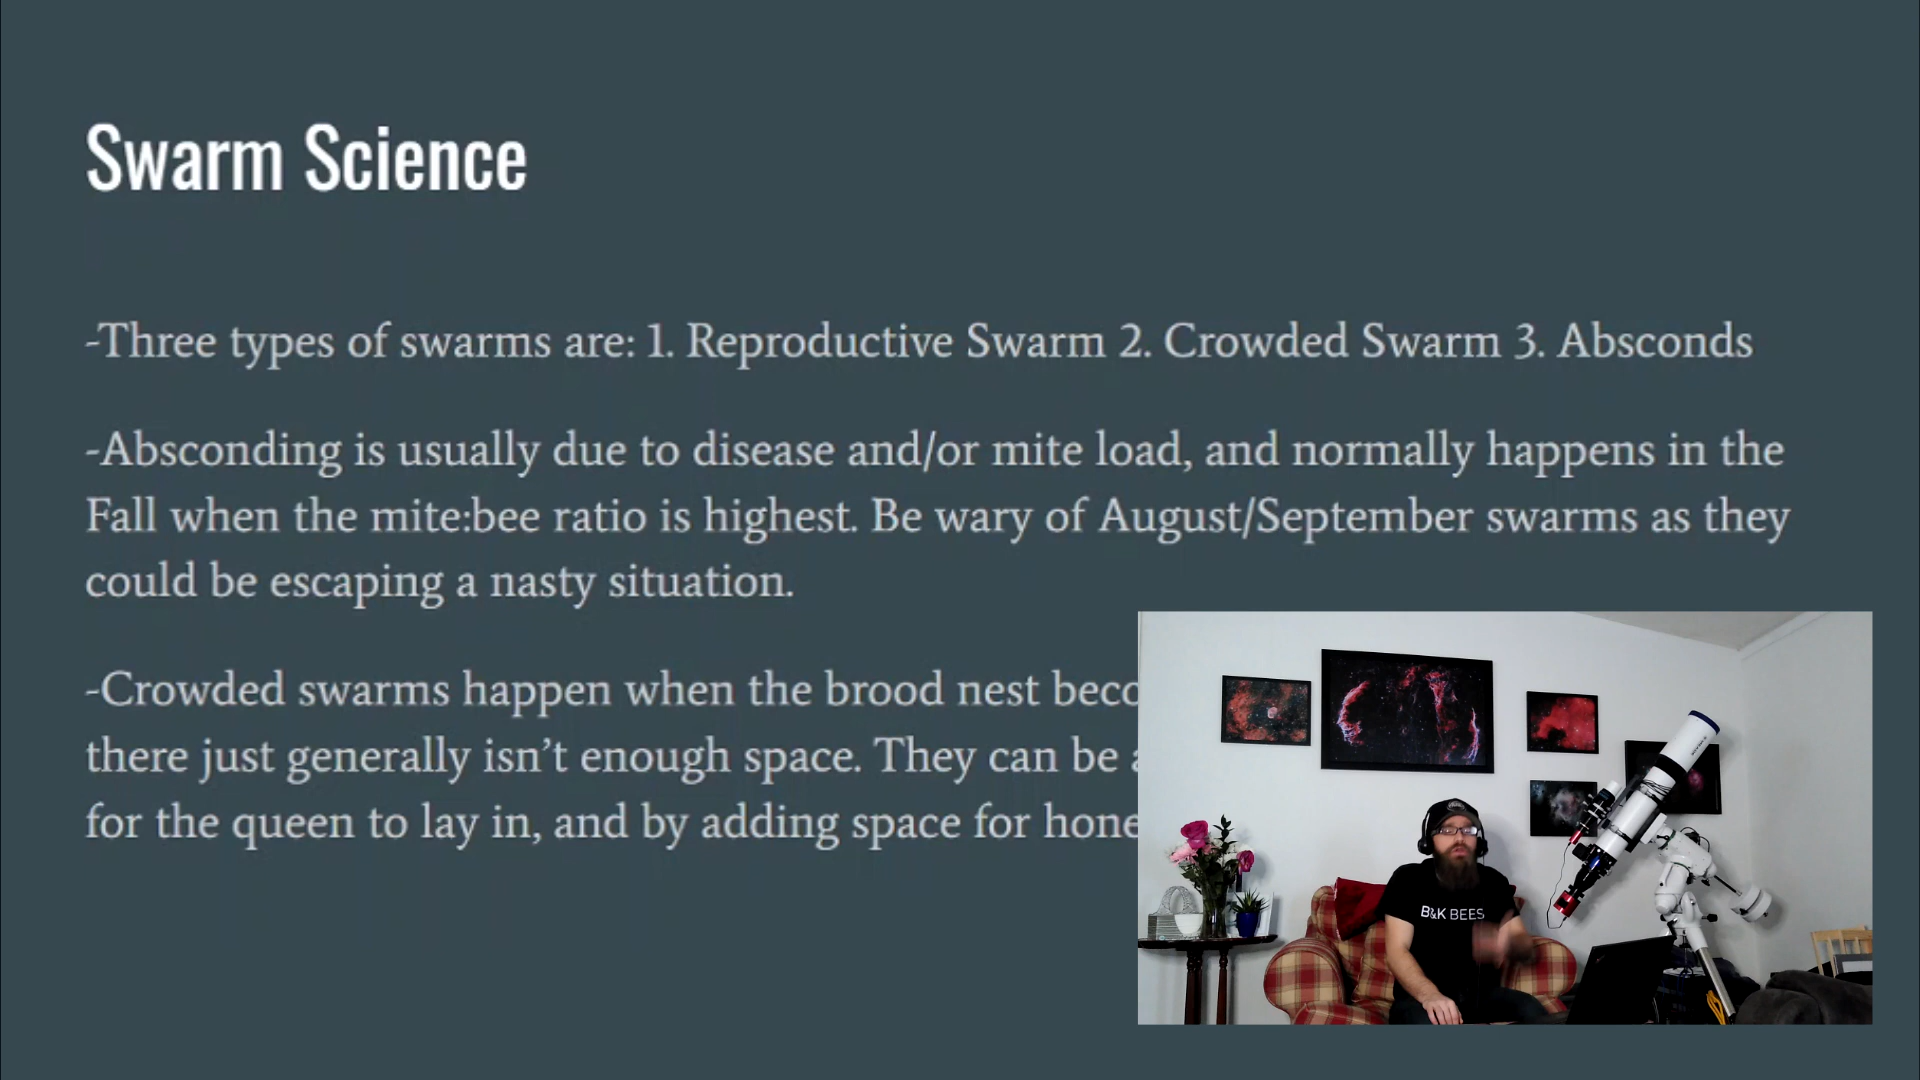 Swarm Science
-Three types of swarms are: 1. Reproductive Swarm 2. Crowded Swarm 3. Absconds
-Absconding is usually due to disease and/or mite load, and normally happens in the
Fall when the mite:bee ratio is highest. Be wary of August/September swarms as they
could be escaping a nasty situation.
-Crowded swarms happen when the brood nest
there just generally isn't enough space. They can be
for the queen to lay in, and by adding space for
B&K BEES